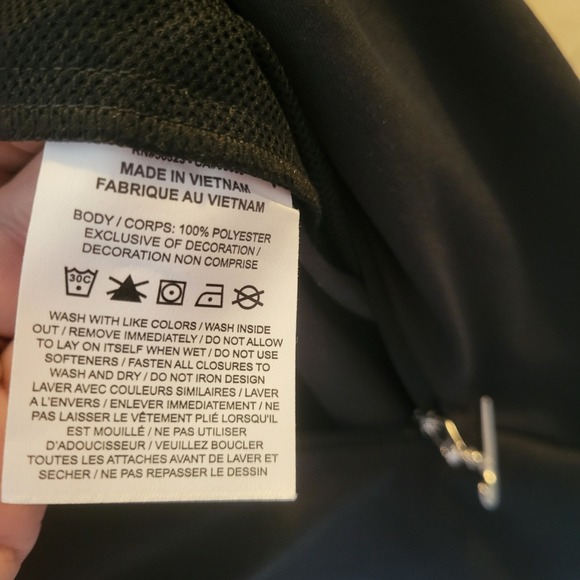 MADE IN VIETNAM
FABRIQUE AU VIETNAM
BODY / CORPS: 100% POLYESTER
EXCLUSIVE OF DECORATION /
DECORATION NON COMPRISE
30C
WASH WITH LIKE COLORS / WASH INSIDE
OUT / REMOVE IMMEDIATELY / DO NOT ALLOW
TO LAY ON ITSELF WHEN WET / DO NOT USE
SOFTENERS / FASTEN ALL CLOSURES TO
WASH AND DRY / DO NOT IRON DESIGN
LAVER AVEC COULEURS SIMILAIRES / LAVER
A L'ENVERS / ENLEVER IMMEDIATEMENT / NE
PAS LAISSER LE VÊTEMENT PLIÉ LORSQU'IL
EST MOUILLÉ / NE PAS UTILISER
D'ADOUCISSEUR / VEUILLEZ BOUCLER
TOUTES LES ATTACHES AVANT DE LAVER ET
SECHER / NE PAS REPASSER LE DESSIN